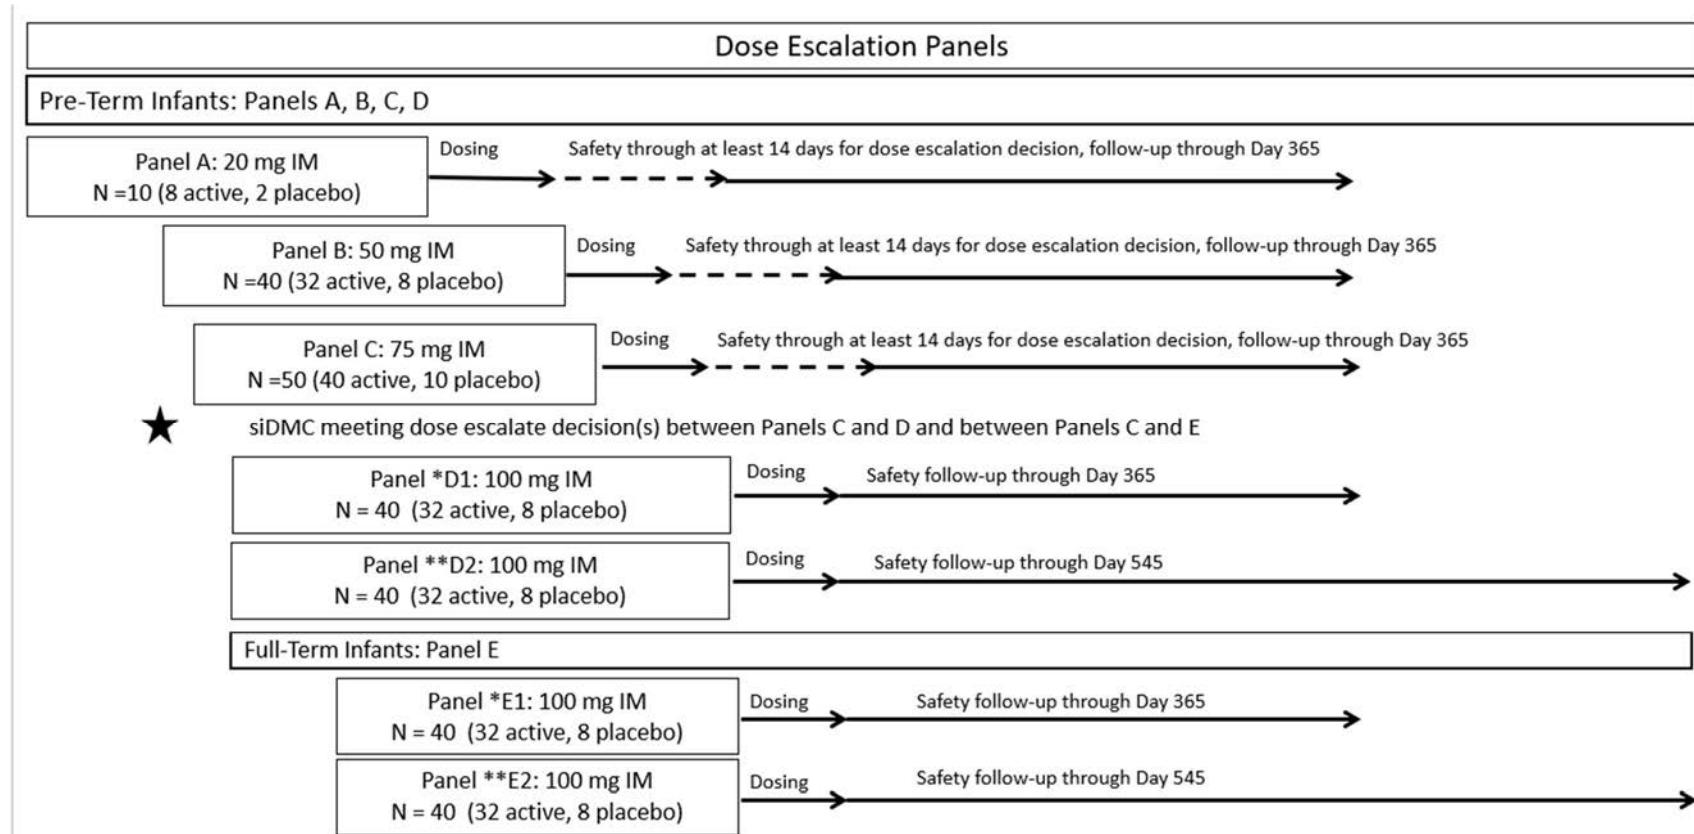 Dose Escalation Panels
Pre-Term Infants: Panels A, B, C, D
Panel A: 20 mg IM
N =10 (8 active, 2 placebo)
Dosing
Safety through at least 14 days for dose escalation decision, follow-up through Day 365
Panel B: 50 mg IM
N =40 (32 active, 8 placebo)
Dosing
Safety through at least 14 days for dose escalation decision, follow-up through Day 365
Panel C: 75 mg IM
N =50 (40 active, 10 placebo)
Dosing
Safety through at least 14 days for dose escalation decision, follow-up through Day 365
siDMC meeting dose escalate decision(s) between Panels C and D and between Panels C and E
Panel *D1: 100 mg IM
N = 40 (32 active, 8 placebo)
Dosing
Safety follow-up through Day 365
Panel **D2: 100 mg IM
N = 40 (32 active, 8 placebo)
Dosing
Safety follow-up through Day 545
Full-Term Infants: Panel E
Panel *E1: 100 mg IM
N = 40 (32 active, 8 placebo)
Dosing
Safety follow-up through Day 365
Panel **E2: 100 mg IM
N = 40 (32 active, 8 placebo)
Dosing
Safety follow-up through Day 545